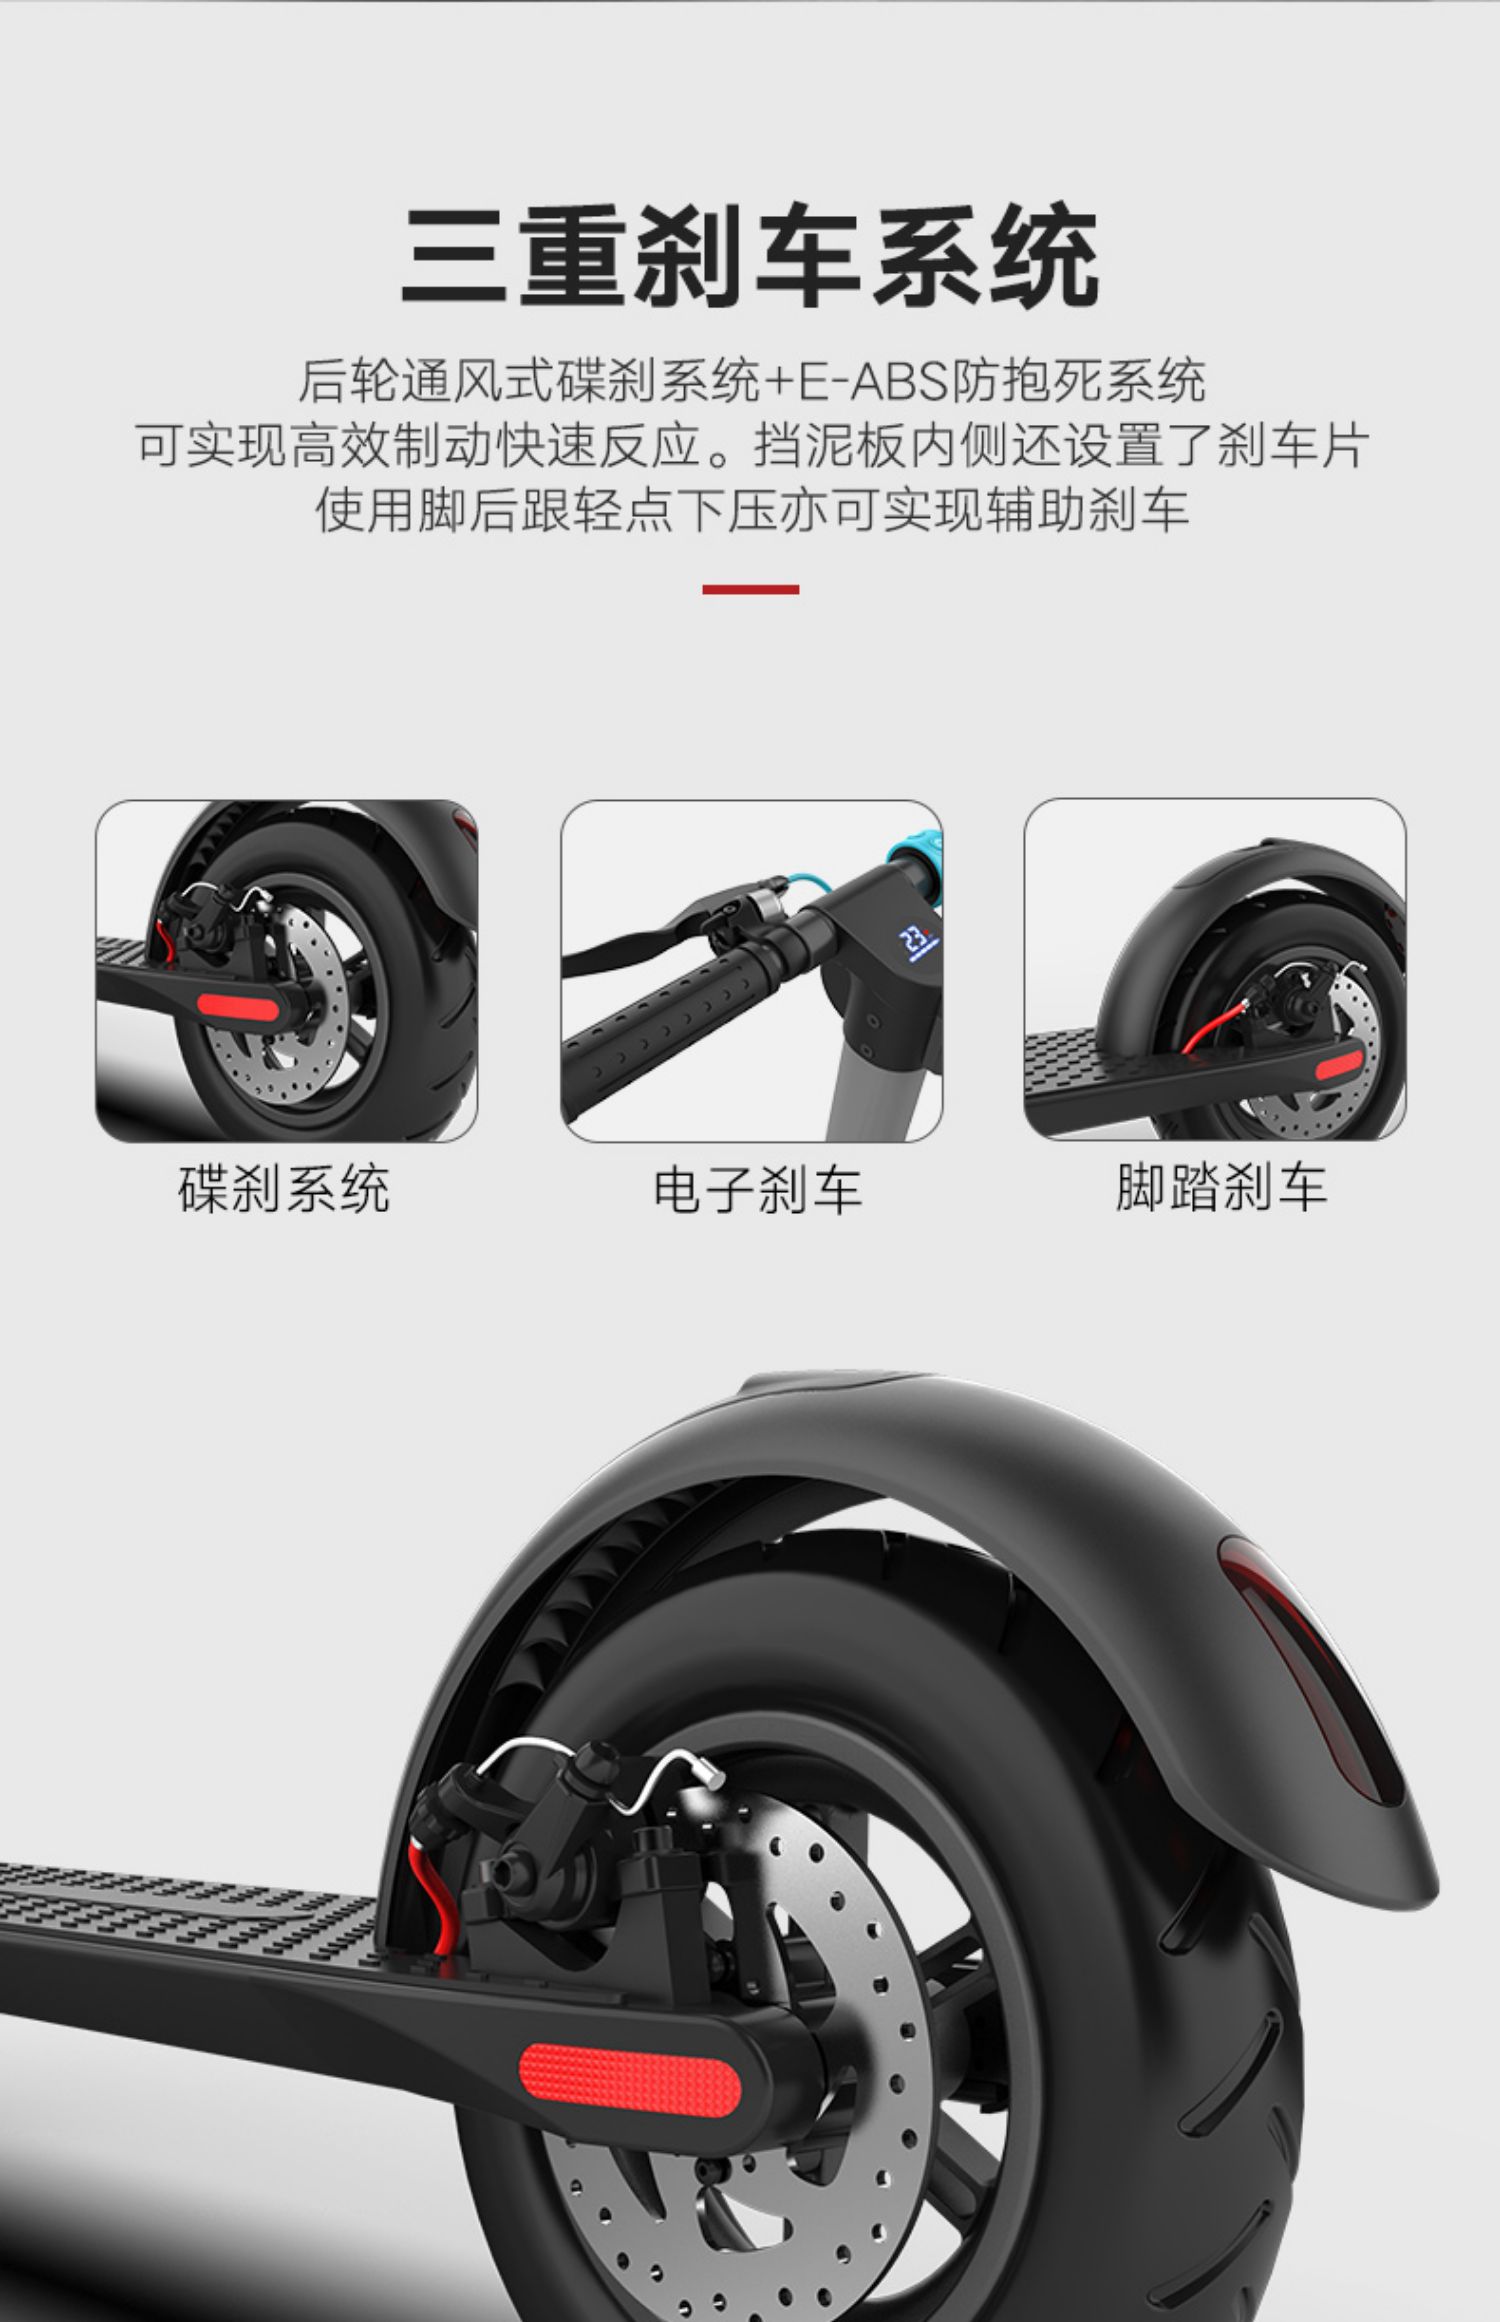 三重刹车系统
后轮通风式碟刹系统+E-ABS防抱死系统
可实现高效制动快速反应。挡泥板内侧还设置了刹车片
使用脚后跟轻点下压亦可实现辅助刹车
23
碟刹系统
电子刹车
脚踏刹车